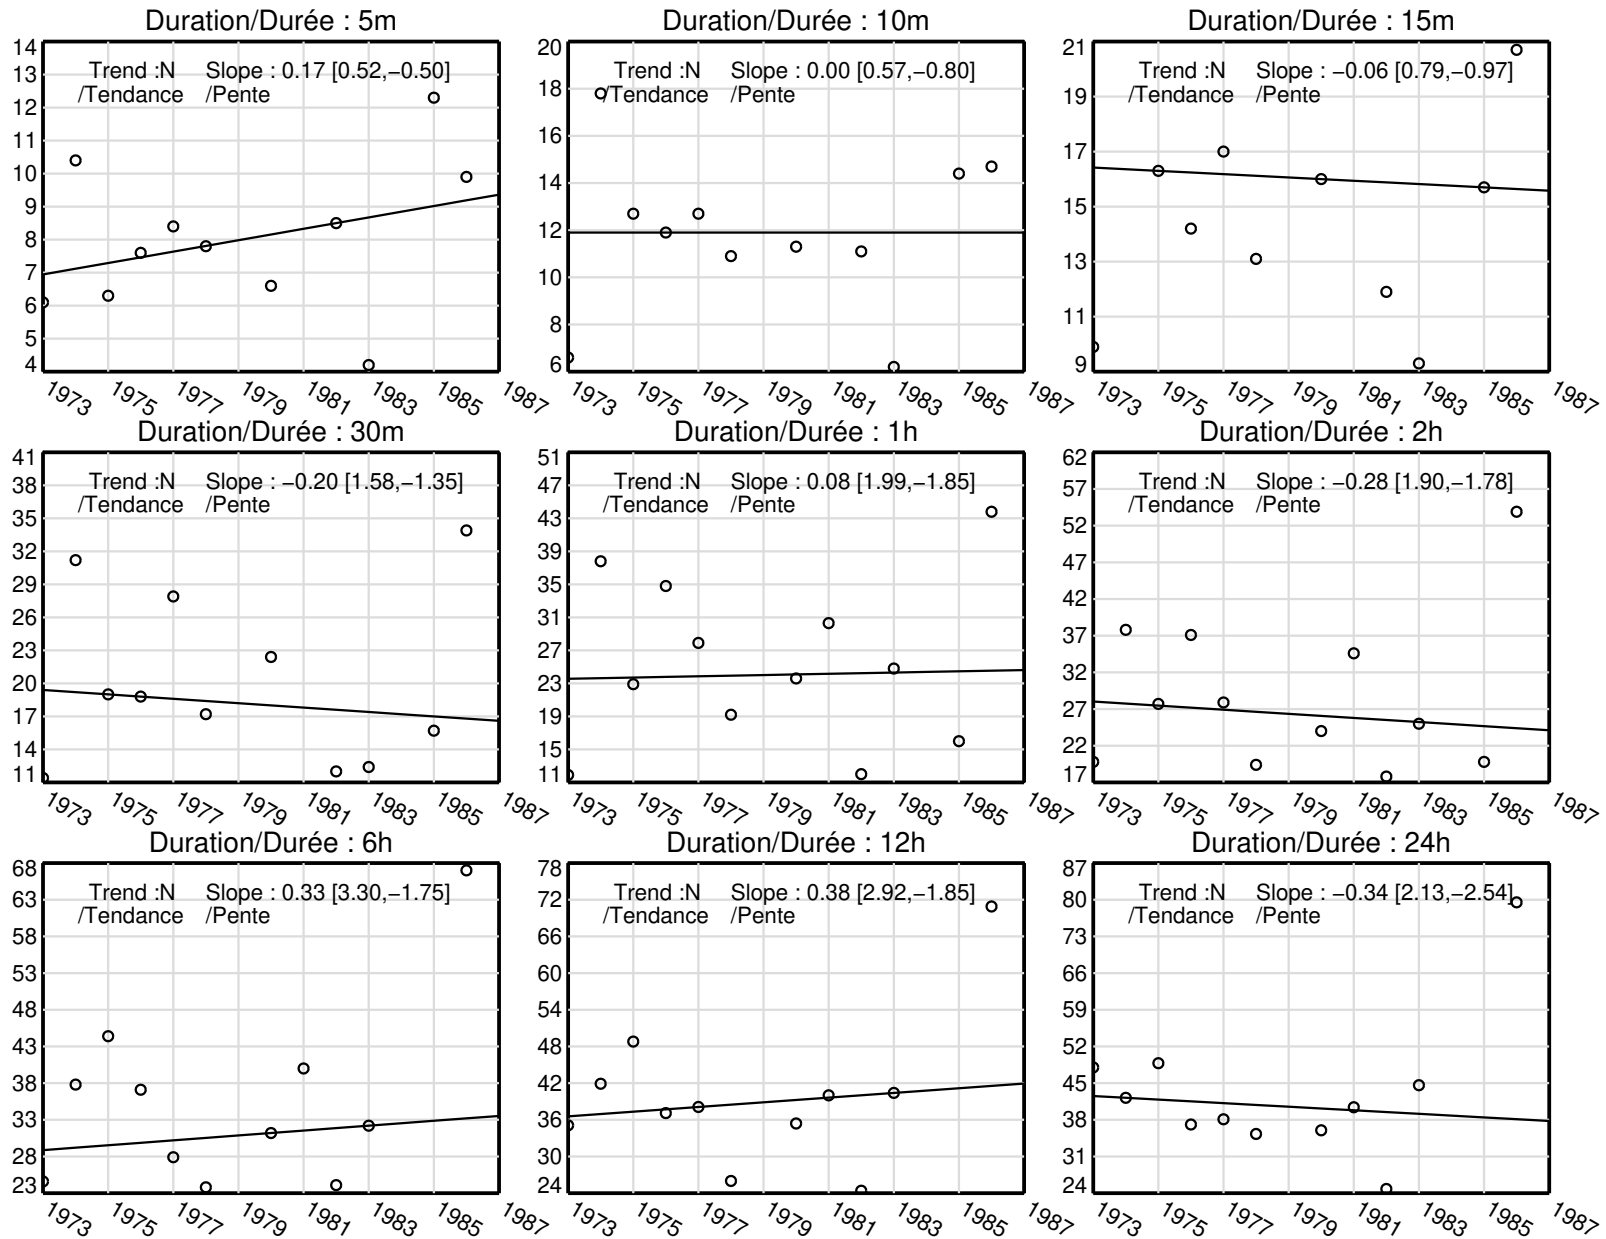 Duration/Durée : 5m
14
13
12
11
10
9
8
7
6
5
4
Trend :N Slope : 0.17 [0.52,−0.50]
/Tendance /Pente
1973 1975 1977 1979 1981 1983 1985 1987
Duration/Durée : 10m
20
18
16
14
12
10
8
6
Trend :N Slope : 0.00 [0.57,−0.80]
/Tendance /Pente
1973 1975 1977 1979 1981 1983 1985 1987
Duration/Durée : 15m
21
19
17
15
13
11
9
Trend :N Slope : −0.06 [0.79,−0.97]
/Tendance /Pente
1973 1975 1977 1979 1981 1983 1985 1987
Duration/Durée : 30m
41
38
35
32
29
26
23
20
17
14
11
Trend :N Slope : −0.20 [1.58,−1.35]
/Tendance /Pente
1973 1975 1977 1979 1981 1983 1985 1987
Duration/Durée : 1h
51
47
43
39
35
31
27
23
19
15
11
Trend :N Slope : 0.08 [1.99,−1.85]
/Tendance /Pente
1973 1975 1977 1979 1981 1983 1985 1987
Duration/Durée : 2h
62
57
52
47
42
37
32
27
22
17
Trend :N Slope : −0.28 [1.90,−1.78]
/Tendance /Pente
1973 1975 1977 1979 1981 1983 1985 1987
Duration/Durée : 6h
68
63
58
53
48
43
38
33
28
23
Trend :N Slope : 0.33 [3.30,−1.75]
/Tendance /Pente
1973 1975 1977 1979 1981 1983 1985 1987
Duration/Durée : 12h
78
72
66
60
54
48
42
36
30
24
Trend :N Slope : 0.38 [2.92,−1.85]
/Tendance /Pente
1973 1975 1977 1979 1981 1983 1985 1987
Duration/Durée : 24h
87
80
73
66
59
52
45
38
31
24
Trend :N Slope : −0.34 [2.13,−2.54]
/Tendance /Pente
1973 1975 1977 1979 1981 1983 1985 1987